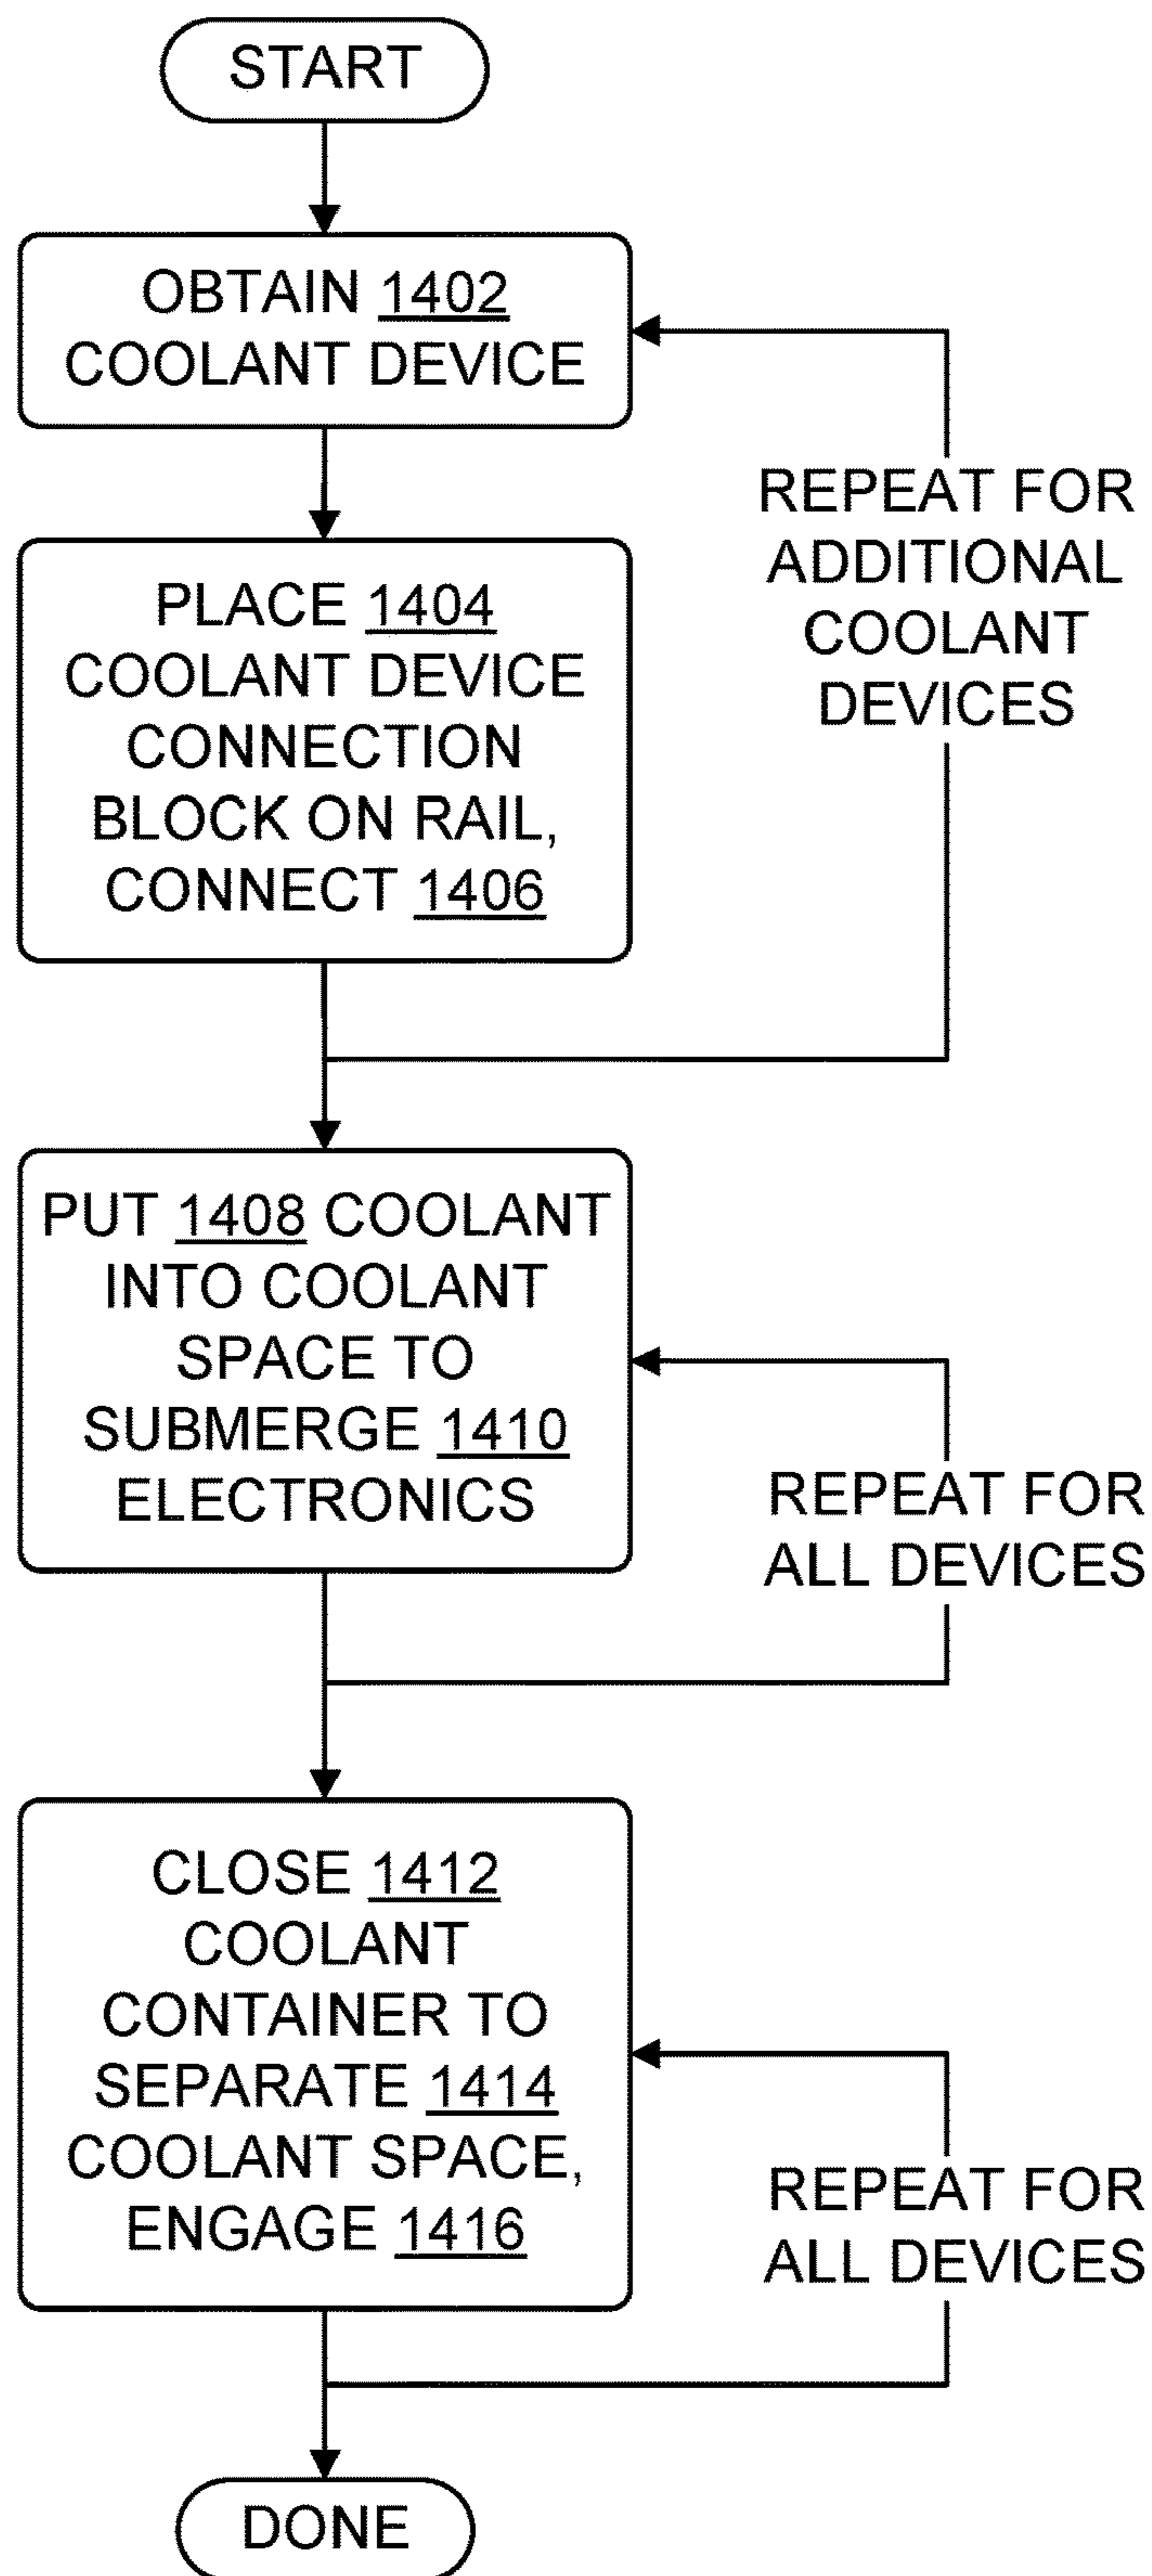 START
OBTAIN 1402
COOLANT DEVICE
REPEAT FOR
ADDITIONAL
COOLANT
DEVICES
PLACE 1404
COOLANT DEVICE
CONNECTION
BLOCK ON RAIL,
CONNECT 1406
PUT 1408 COOLANT
INTO COOLANT
SPACE TO
SUBMERGE 1410
ELECTRONICS
REPEAT FOR
ALL DEVICES
CLOSE 1412
COOLANT
CONTAINER TO
SEPARATE 1414
COOLANT SPACE,
ENGAGE 1416
REPEAT FOR
ALL DEVICES
DONE